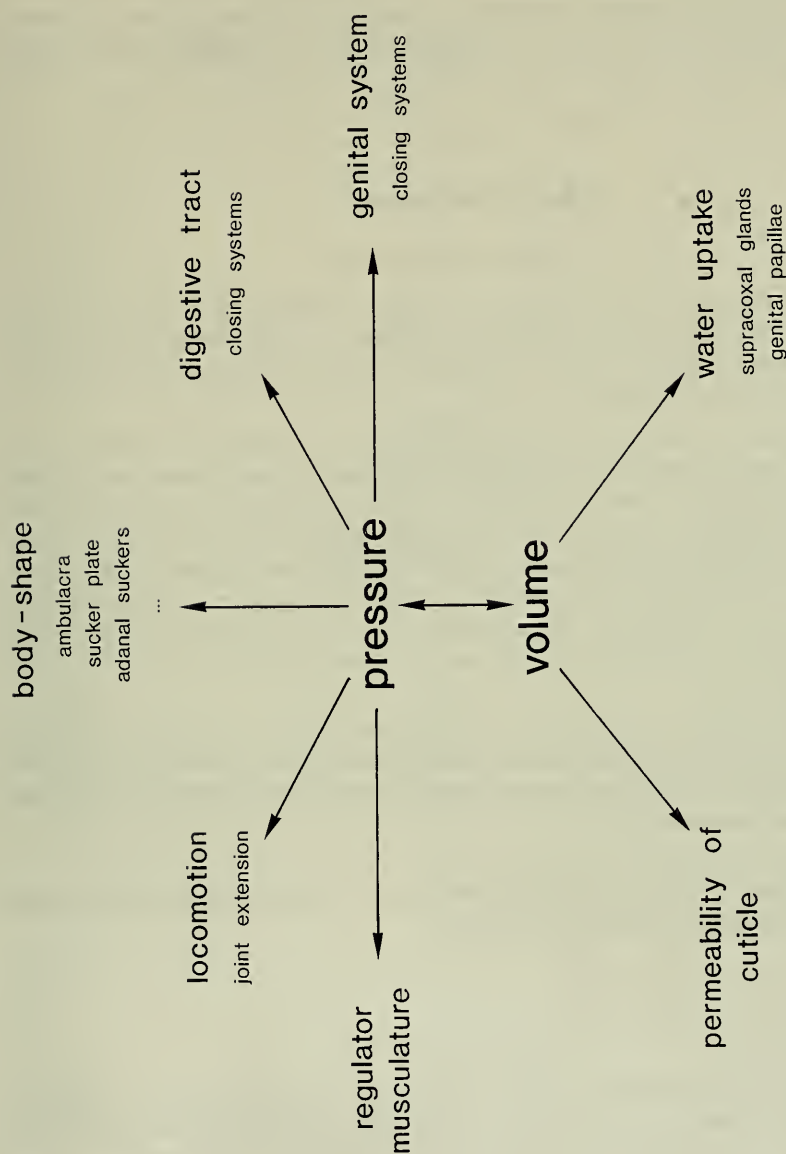 body-shape
ambulacra
sucker plate
adanal suckers
...
locomotion
joint extension
digestive tract
closing systems
regulator
musculature
pressure
genital system
closing systems
volume
permeability of
cuticle
water uptake
supracoxal glands
genital papillae